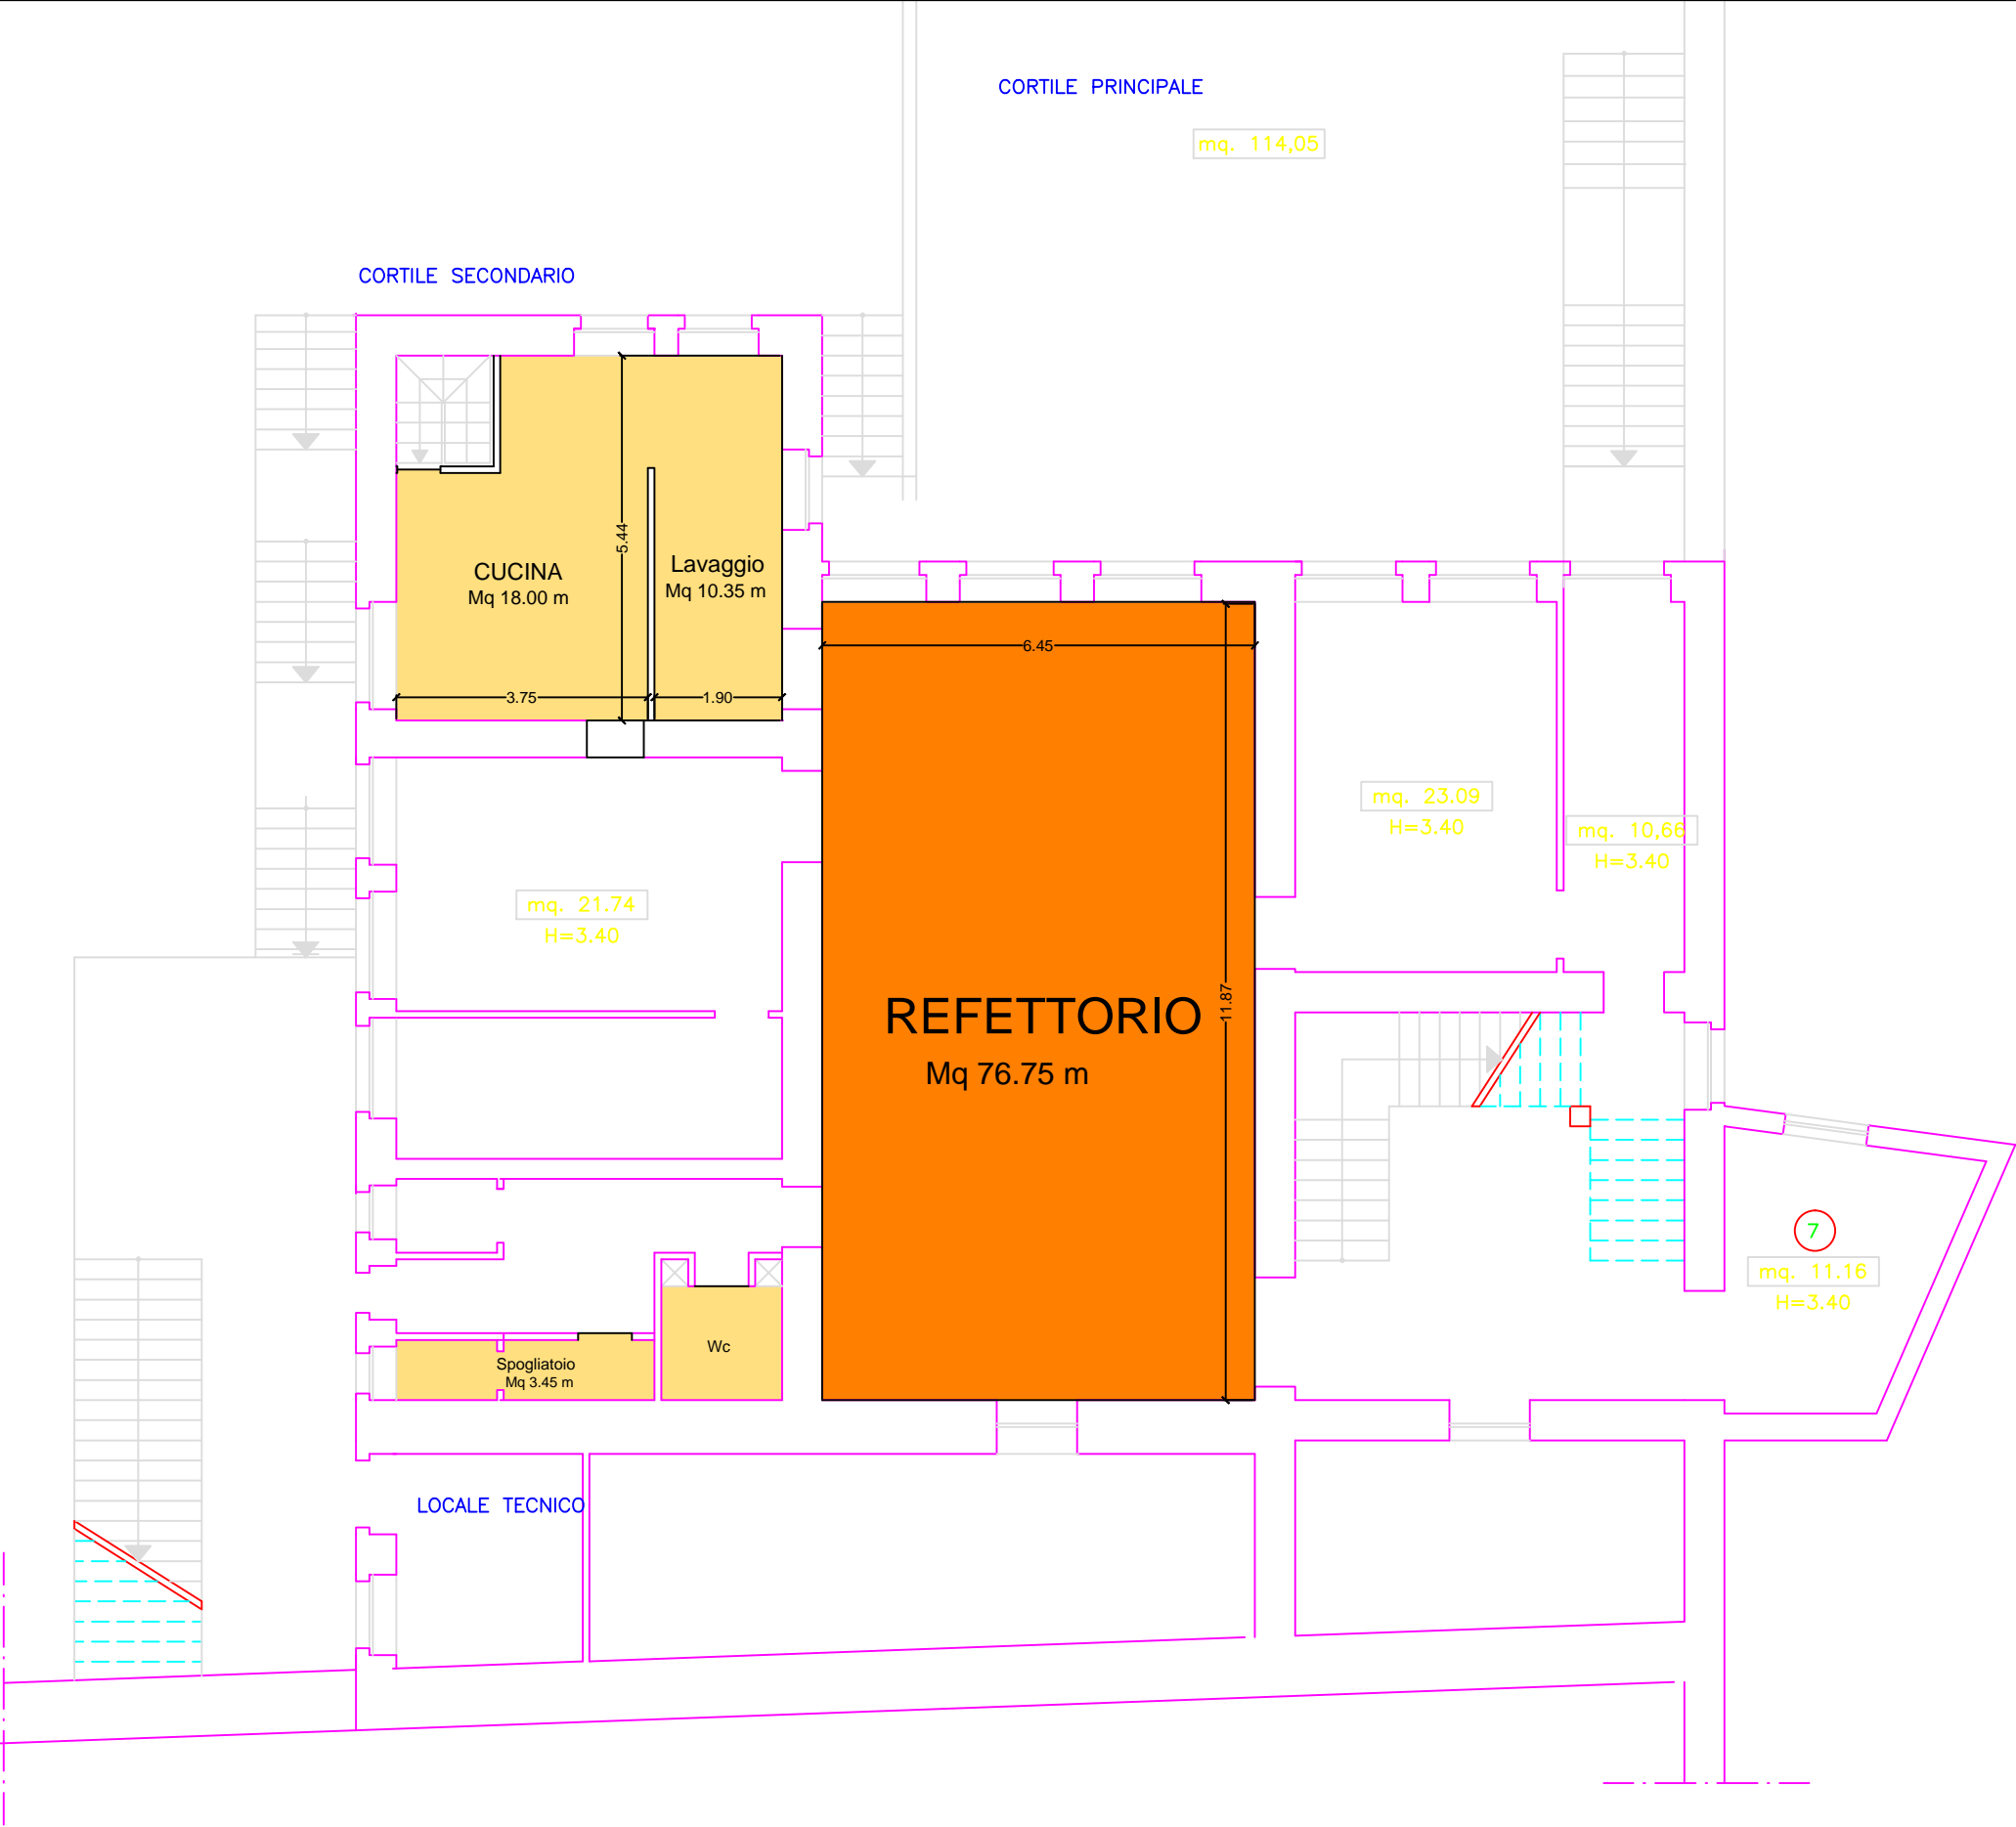 CORTILE PRINCIPALE
mq. 114,05
CORTILE SECONDARIO
5.44
CUCINA
Mq 18.00 m
Lavaggio
Mq 10.35 m
3.75
1.90
6.45
11.87
REFETTORIO
Mq 76.75 m
mq. 23.09
H=3.40
mq. 10,66
H=3.40
mq. 21.74
H=3.40
7
mq. 11.16
H=3.40
Wc
Spogliatoio
Mq 3.45 m
LOCALE TECNICO